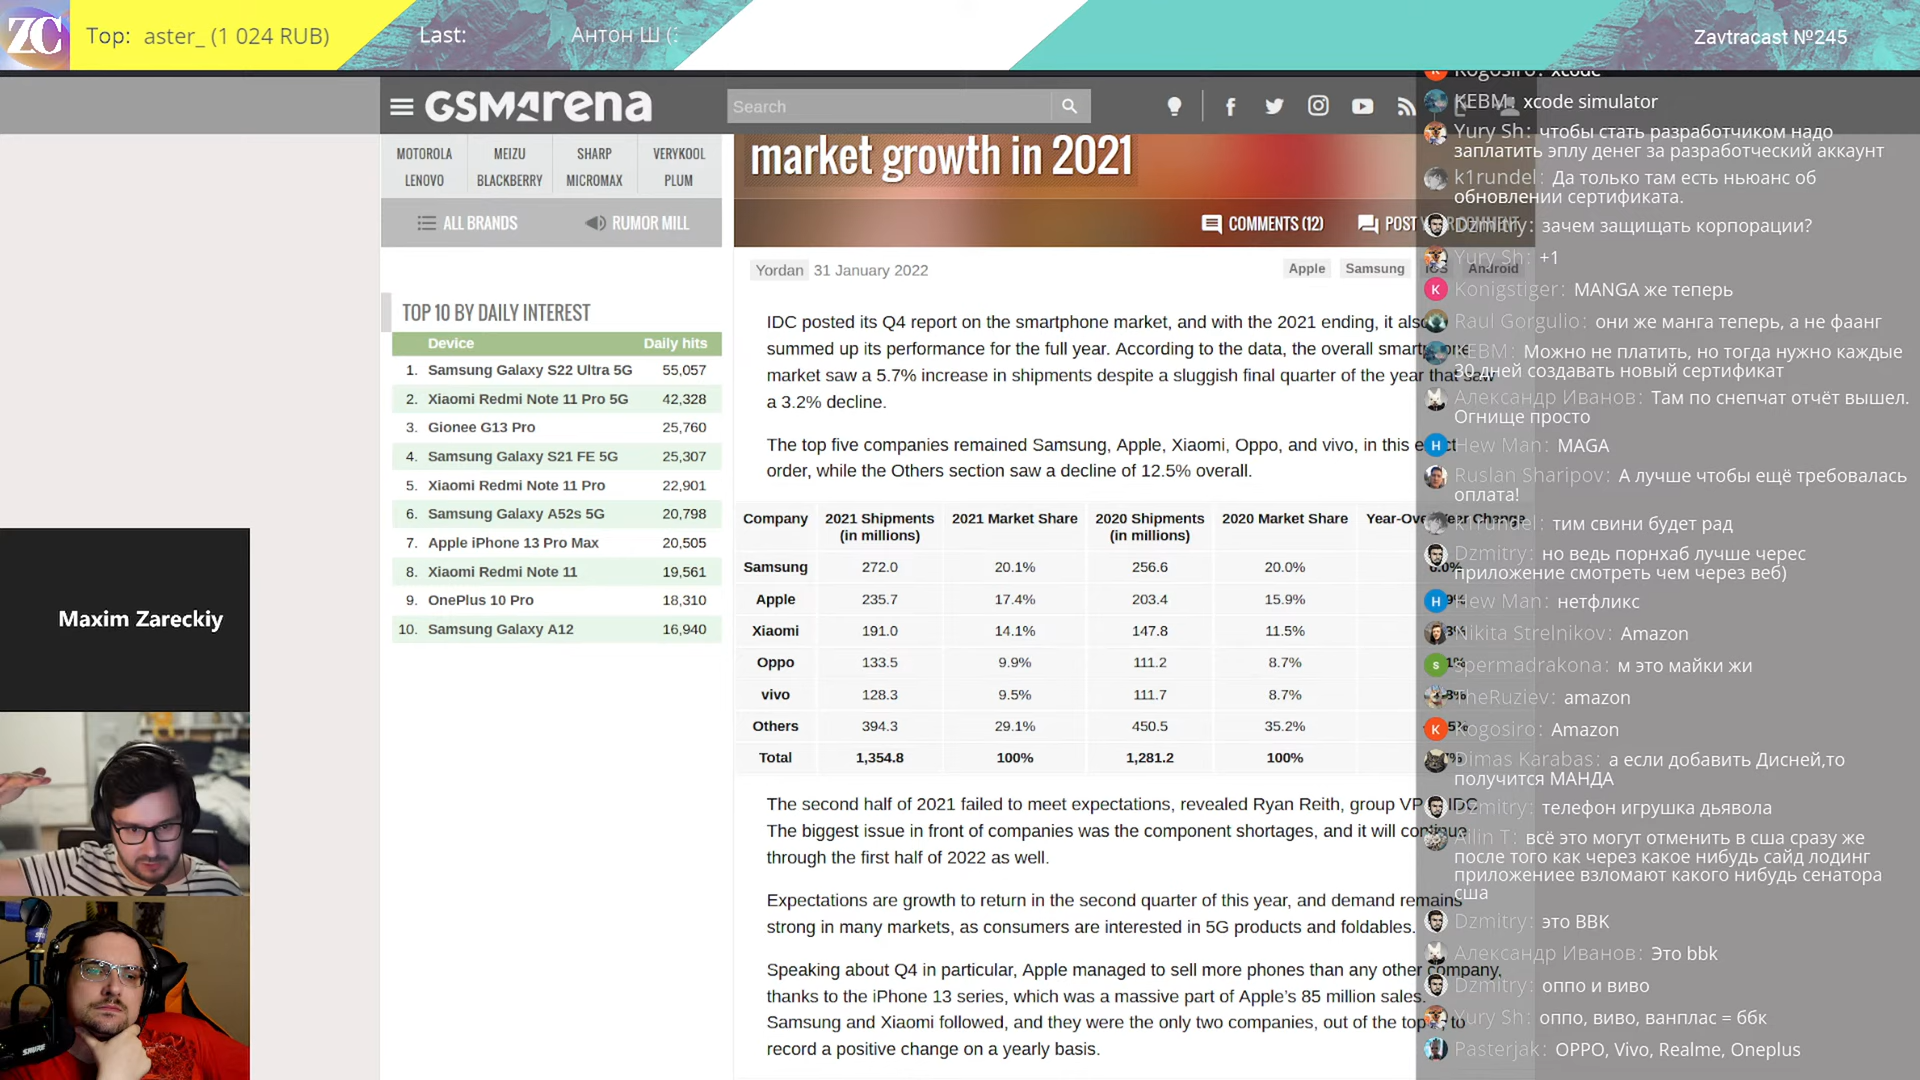 ZC
Top: aster_ (1 024 RUB)
Last: Антон Ш (:
Zavtracast №245
GSMArena
Search
MOTOROLA MEIZU SHARP VERYKOOL
LENOVO BLACKBERRY MICROMAX PLUM
ALL BRANDS RUMOR MILL
market growth in 2021
COMMENTS (12) POST YOUR COMMENT
Yordan 31 January 2022
Apple Samsung iOS Android
TOP 10 BY DAILY INTEREST
Device Daily hits
1. Samsung Galaxy S22 Ultra 5G 55,057
2. Xiaomi Redmi Note 11 Pro 5G 42,328
3. Gionee G13 Pro 25,760
4. Samsung Galaxy S21 FE 5G 25,307
5. Xiaomi Redmi Note 11 Pro 22,901
6. Samsung Galaxy A52s 5G 20,798
7. Apple iPhone 13 Pro Max 20,505
8. Xiaomi Redmi Note 11 19,561
9. OnePlus 10 Pro 18,310
10. Samsung Galaxy A12 16,940
IDC posted its Q4 report on the smartphone market, and with the 2021 ending, it also
summed up its performance for the full year. According to the data, the overall smartphone
market saw a 5.7% increase in shipments despite a sluggish final quarter of the year that saw
a 3.2% decline.
The top five companies remained Samsung, Apple, Xiaomi, Oppo, and vivo, in this exact
order, while the Others section saw a decline of 12.5% overall.
Company 2021 Shipments 2021 Market Share 2020 Shipments 2020 Market Share Year-Over-Year Change
(in millions) (in millions)
Samsung 272.0 20.1% 256.6 20.0% 6.0%
Apple 235.7 17.4% 203.4 15.9%
Xiaomi 191.0 14.1% 147.8 11.5%
Oppo 133.5 9.9% 111.2 8.7%
vivo 128.3 9.5% 111.7 8.7%
Others 394.3 29.1% 450.5 35.2%
Total 1,354.8 100% 1,281.2 100%
The second half of 2021 failed to meet expectations, revealed Ryan Reith, group VP IDC
The biggest issue in front of companies was the component shortages, and it will continue
through the first half of 2022 as well.
Expectations are growth to return in the second quarter of this year, and demand remains
strong in many markets, as consumers are interested in 5G products and foldables.
Speaking about Q4 in particular, Apple managed to sell more phones than any other company,
thanks to the iPhone 13 series, which was a massive part of Apple's 85 million sales.
Samsung and Xiaomi followed, and they were the only two companies, out of the top to
record a positive change on a yearly basis.
Maxim Zareckiy
SHURE
Kogosiro: xcode
KEBM: xcode simulator
Yury Sh: чтобы стать разработчиком надо
заплатить эплу денег за разработческий аккаунт
k1rundel: Да только там есть ньюанс об
обновлении сертификата.
Dzmitry: зачем защищать корпорации?
Yury Sh: +1
K Konigstiger: MANGA же теперь
Raul Gorgulio: они же манга теперь, а не фаанг
KEBM: Можно не платить, но тогда нужно каждые
30 дней создавать новый сертификат
Александр Иванов: Там по снепчат отчёт вышел.
Огнище просто
H Hew Man: MAGA
Ruslan Sharipov: А лучше чтобы ещё требовалась
оплата!
k1rundel: тим свини будет рад
Dzmitry: но ведь порнхаб лучше черес
приложение смотреть чем через веб)
H Hew Man: нетфликс
Nikita Strelnikov: Amazon
s spermadrakona: м это майки жи
TheRuziev: amazon
K Kogosiro: Amazon
Dimas Karabas: а если добавить Дисней,то
получится МАНДА
Dzmitry: телефон игрушка дьявола
Ailin T: всё это могут отменить в сша сразу же
после того как через какое нибудь сайд лодинг
приложениее взломают какого нибудь сенатора
сша
Dzmitry: это BBK
Александр Иванов: Это bbk
Dzmitry: оппо и виво
Yury Sh: оппо, виво, ванплас = ббк
Pasterjak: OPPO, Vivo, Realme, Oneplus